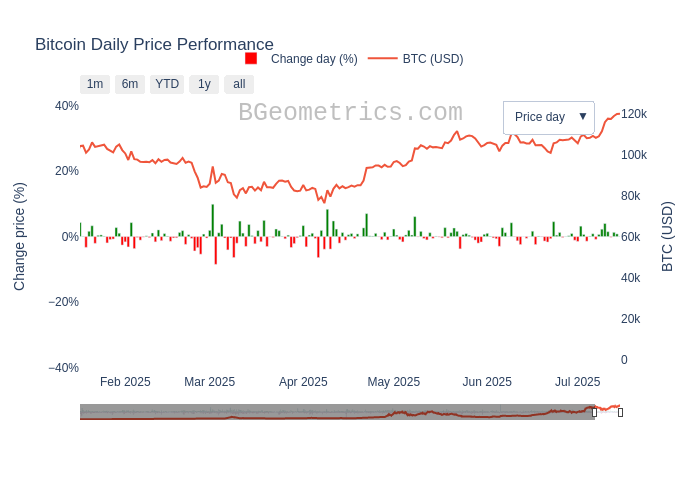 Bitcoin Daily Price Performance
Change day (%) BTC (USD)
1m 6m YTD 1y all
BGeometrics.com
Price day ▼
Change price (%)
40%
20%
0%
−20%
−40%
120k
100k
80k
60k
40k
20k
0
BTC (USD)
Feb 2025 Mar 2025 Apr 2025 May 2025 Jun 2025 Jul 2025